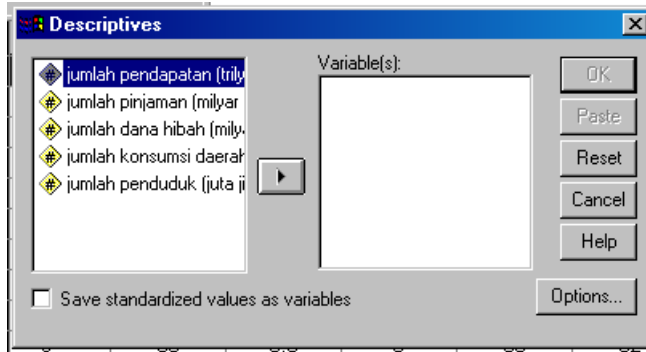 Descriptives
jumlah pendapatan (trily
jumlah pinjaman (milyar
jumlah dana hibah (mily
jumlah konsumsi daerah
jumlah penduduk (juta ji
Variable(s):
OK
Paste
Reset
Cancel
Help
Save standardized values as variables
Options...